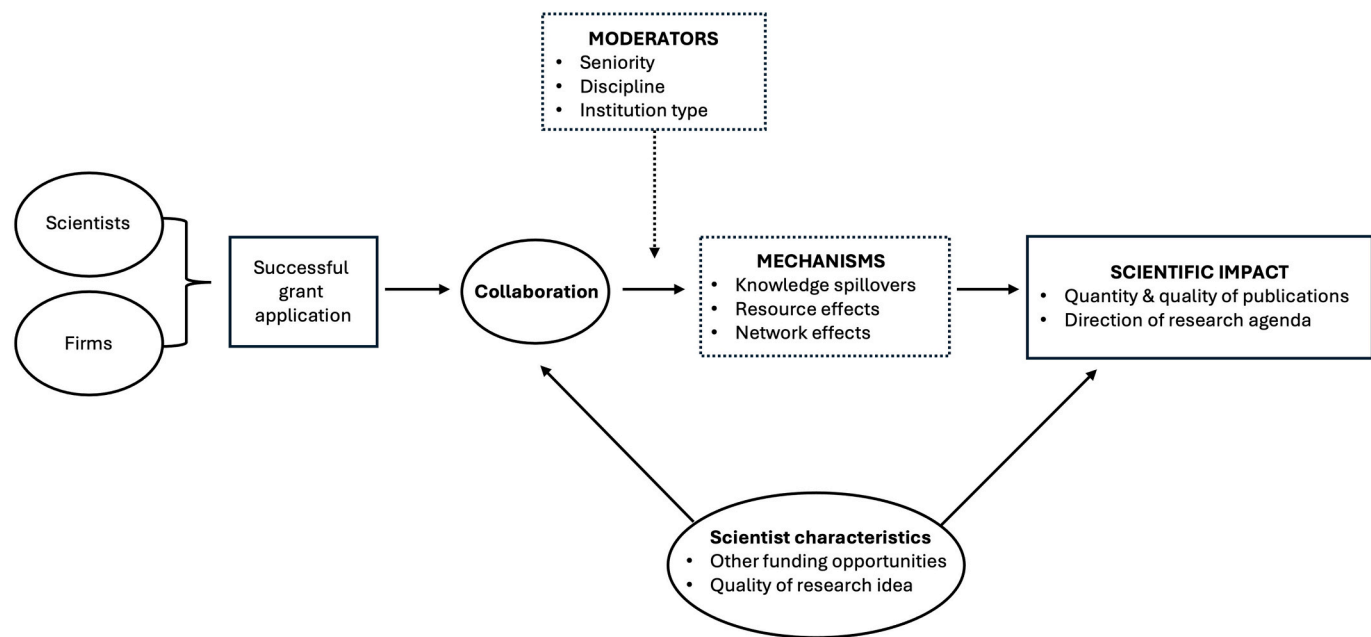 MODERATORS
• Seniority
• Discipline
• Institution type
Scientists
Firms
Successful
grant
application
Collaboration
MECHANISMS
• Knowledge spillovers
• Resource effects
• Network effects
SCIENTIFIC IMPACT
• Quantity & quality of publications
• Direction of research agenda
Scientist characteristics
• Other funding opportunities
• Quality of research idea